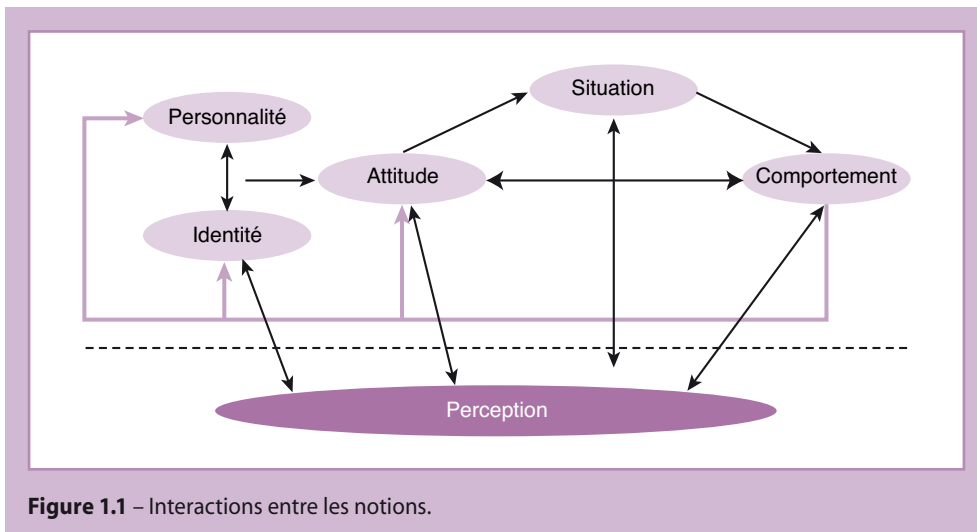 Situation
Personnalité
Attitude
Comportement
Identité
Perception
Figure 1.1 – Interactions entre les notions.